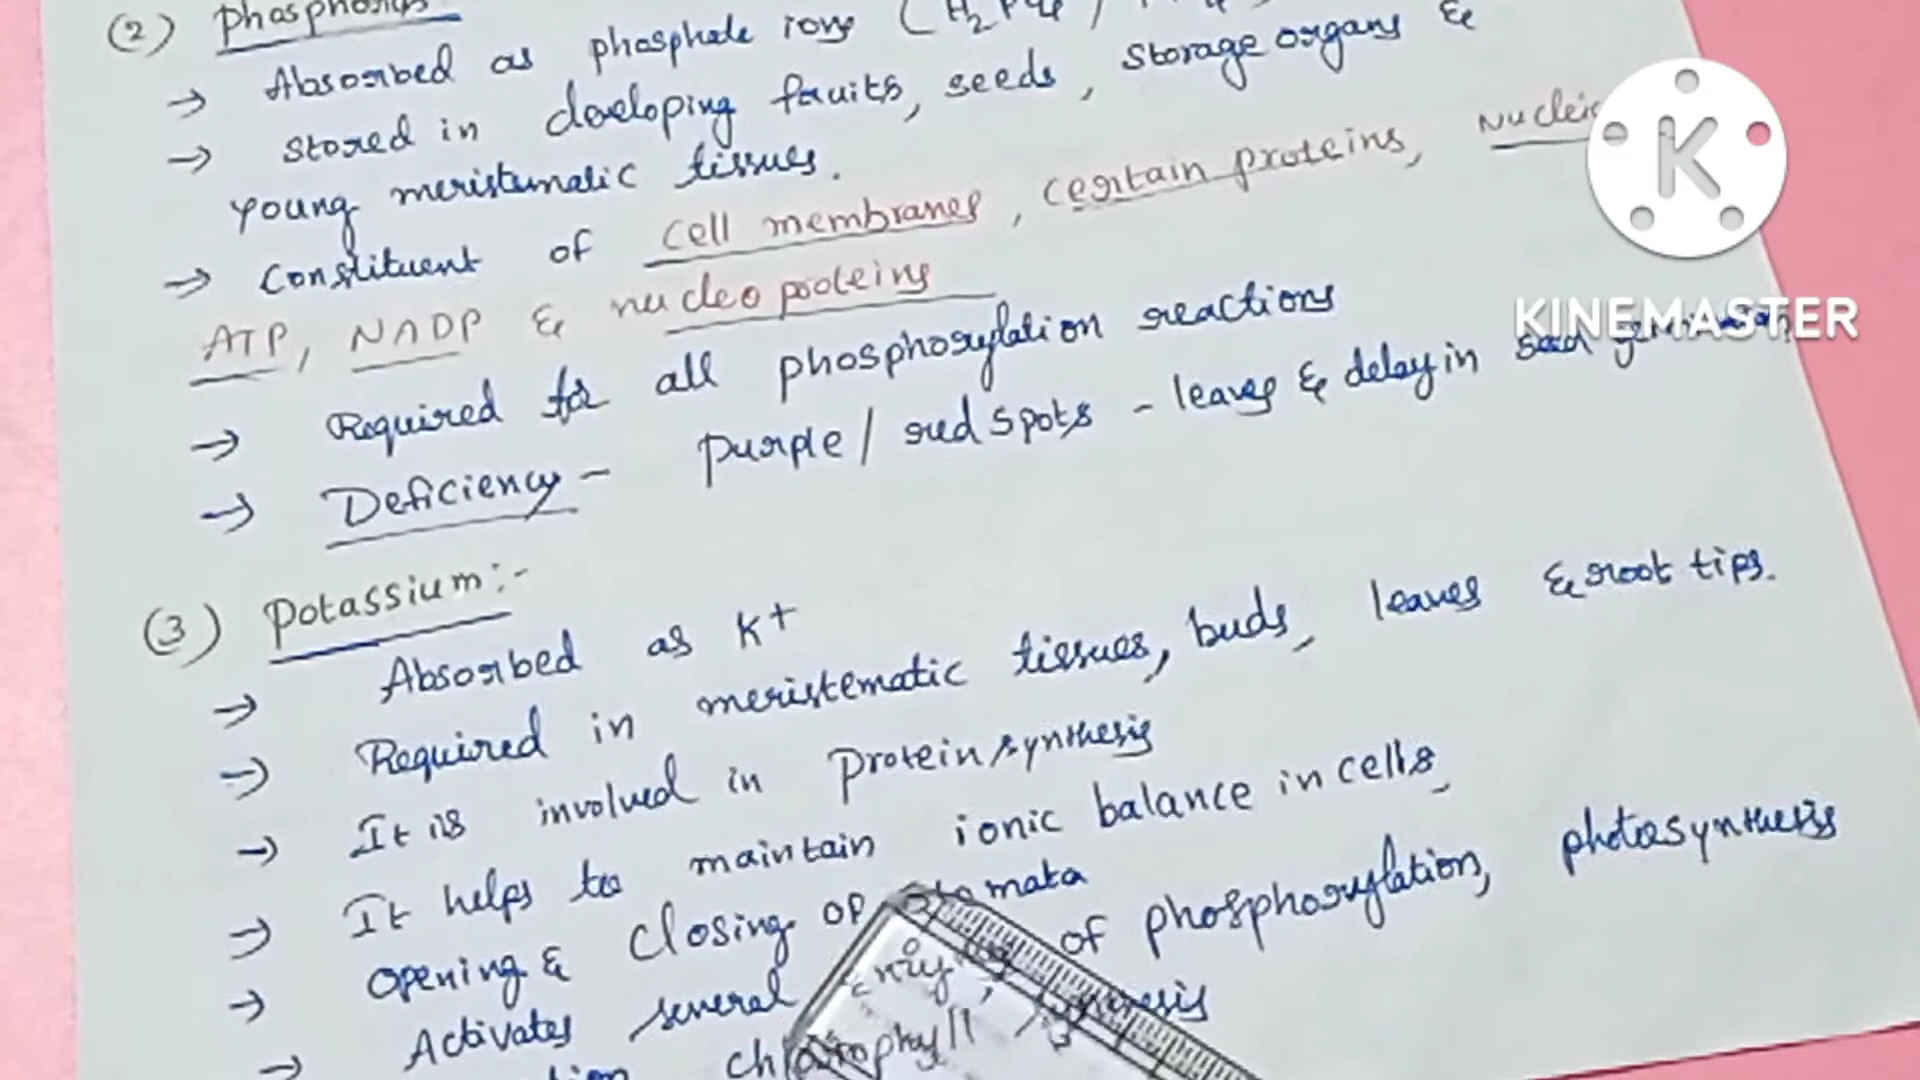 (2) Phosphorus
→ Absorbed as phosphate ions (H2PO4
→ Stored in developing fruits, seeds, storage organs &
young meristematic tissues.
→ Constituent of cell membranes, certain proteins, Nucleic
ATP, NADP & nucleoproteins
→ Required for all phosphorylation reactions
→ Deficiency - Purple/ red spots - leaves & delay in seed germination
(3) Potassium:-
→ Absorbed as K+
→ Required in meristematic tissues, buds, leaves & root tips.
→ It is involved in Protein synthesis
→ It helps to maintain ionic balance in cells,
→ Opening & closing of stomata
→ Activates several of phosphorylation, photosynthesis
chlorophyll
K
KINEMASTER